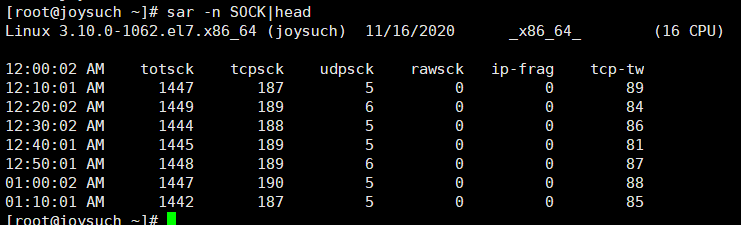 [root@joysuch ~]# sar -n SOCK|head
Linux 3.10.0-1062.el7.x86_64 (joysuch) 11/16/2020 _x86_64_ (16 CPU)
12:00:02 AM totsck tcpsck udpsck rawsck ip-frag tcp-tw
12:10:01 AM 1447 187 5 0 0 89
12:20:02 AM 1449 189 6 0 0 84
12:30:02 AM 1444 188 5 0 0 86
12:40:01 AM 1445 189 5 0 0 81
12:50:01 AM 1448 189 6 0 0 87
01:00:02 AM 1447 190 5 0 0 88
01:10:01 AM 1442 187 5 0 0 85
[root@joysuch ~]#